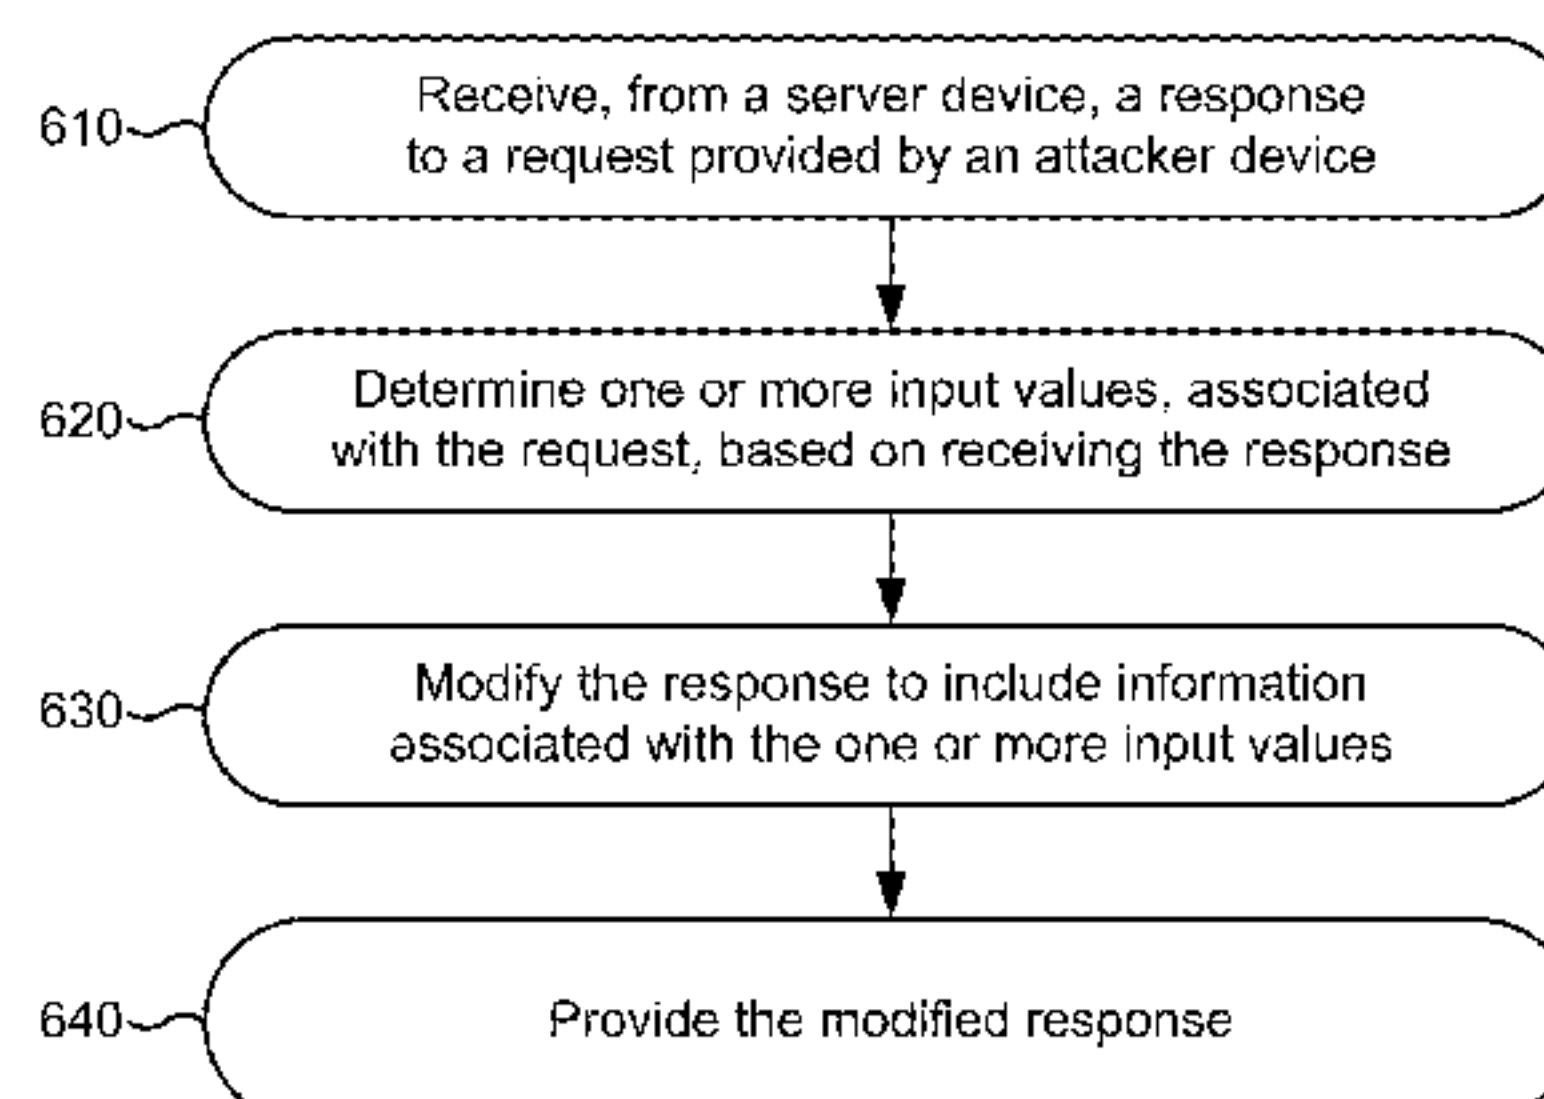 610
Receive, from a server device, a response
to a request provided by an attacker device
620
Determine one or more input values, associated
with the request, based on receiving the response
630
Modify the response to include information
associated with the one or more input values
640
Provide the modified response